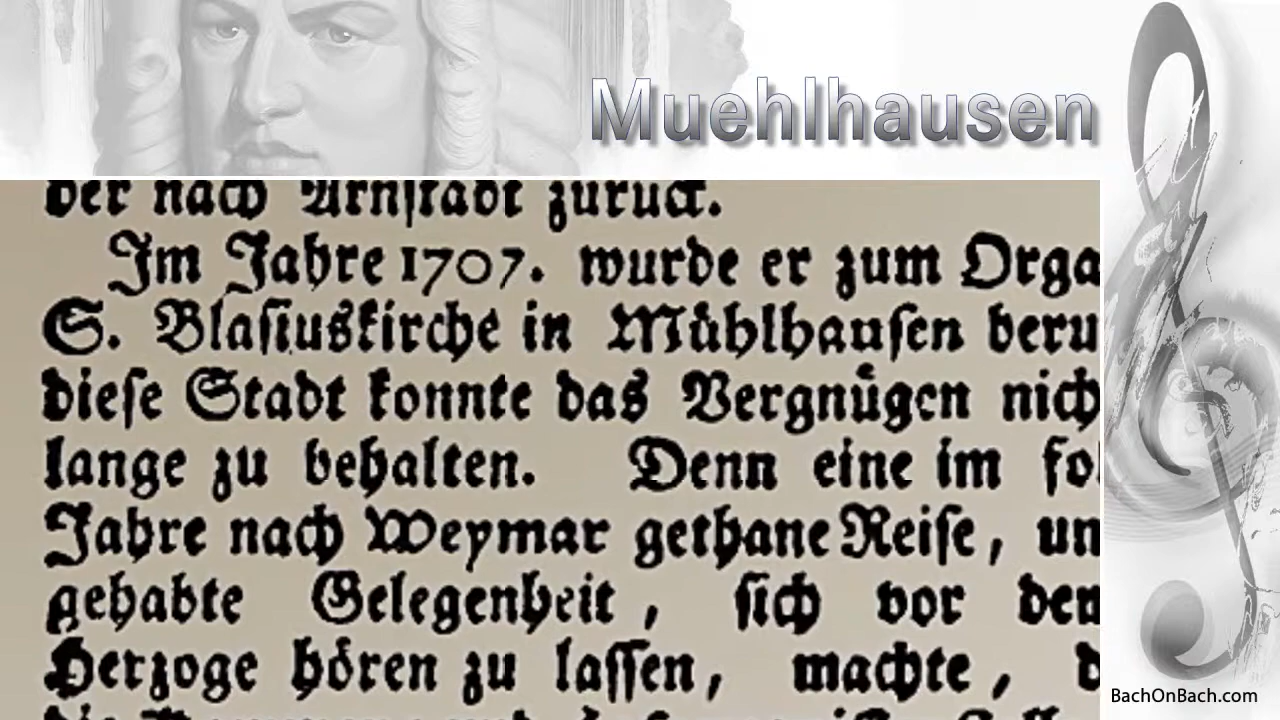 Muehlhausen
der nach Arnſtadt zurück.
Im Jahre 1707. wurde er zum Orga
S. Blaſiuskirche in Mühlhauſen beru
dieſe Stadt konnte das Vergnügen nich
lange zu behalten. Denn eine im fol
Jahre nach Weymar gethane Reiſe, un
gehabte Gelegenheit, ſich vor dem
Herzoge hören zu laſſen, machte, d
BachOnBach.com